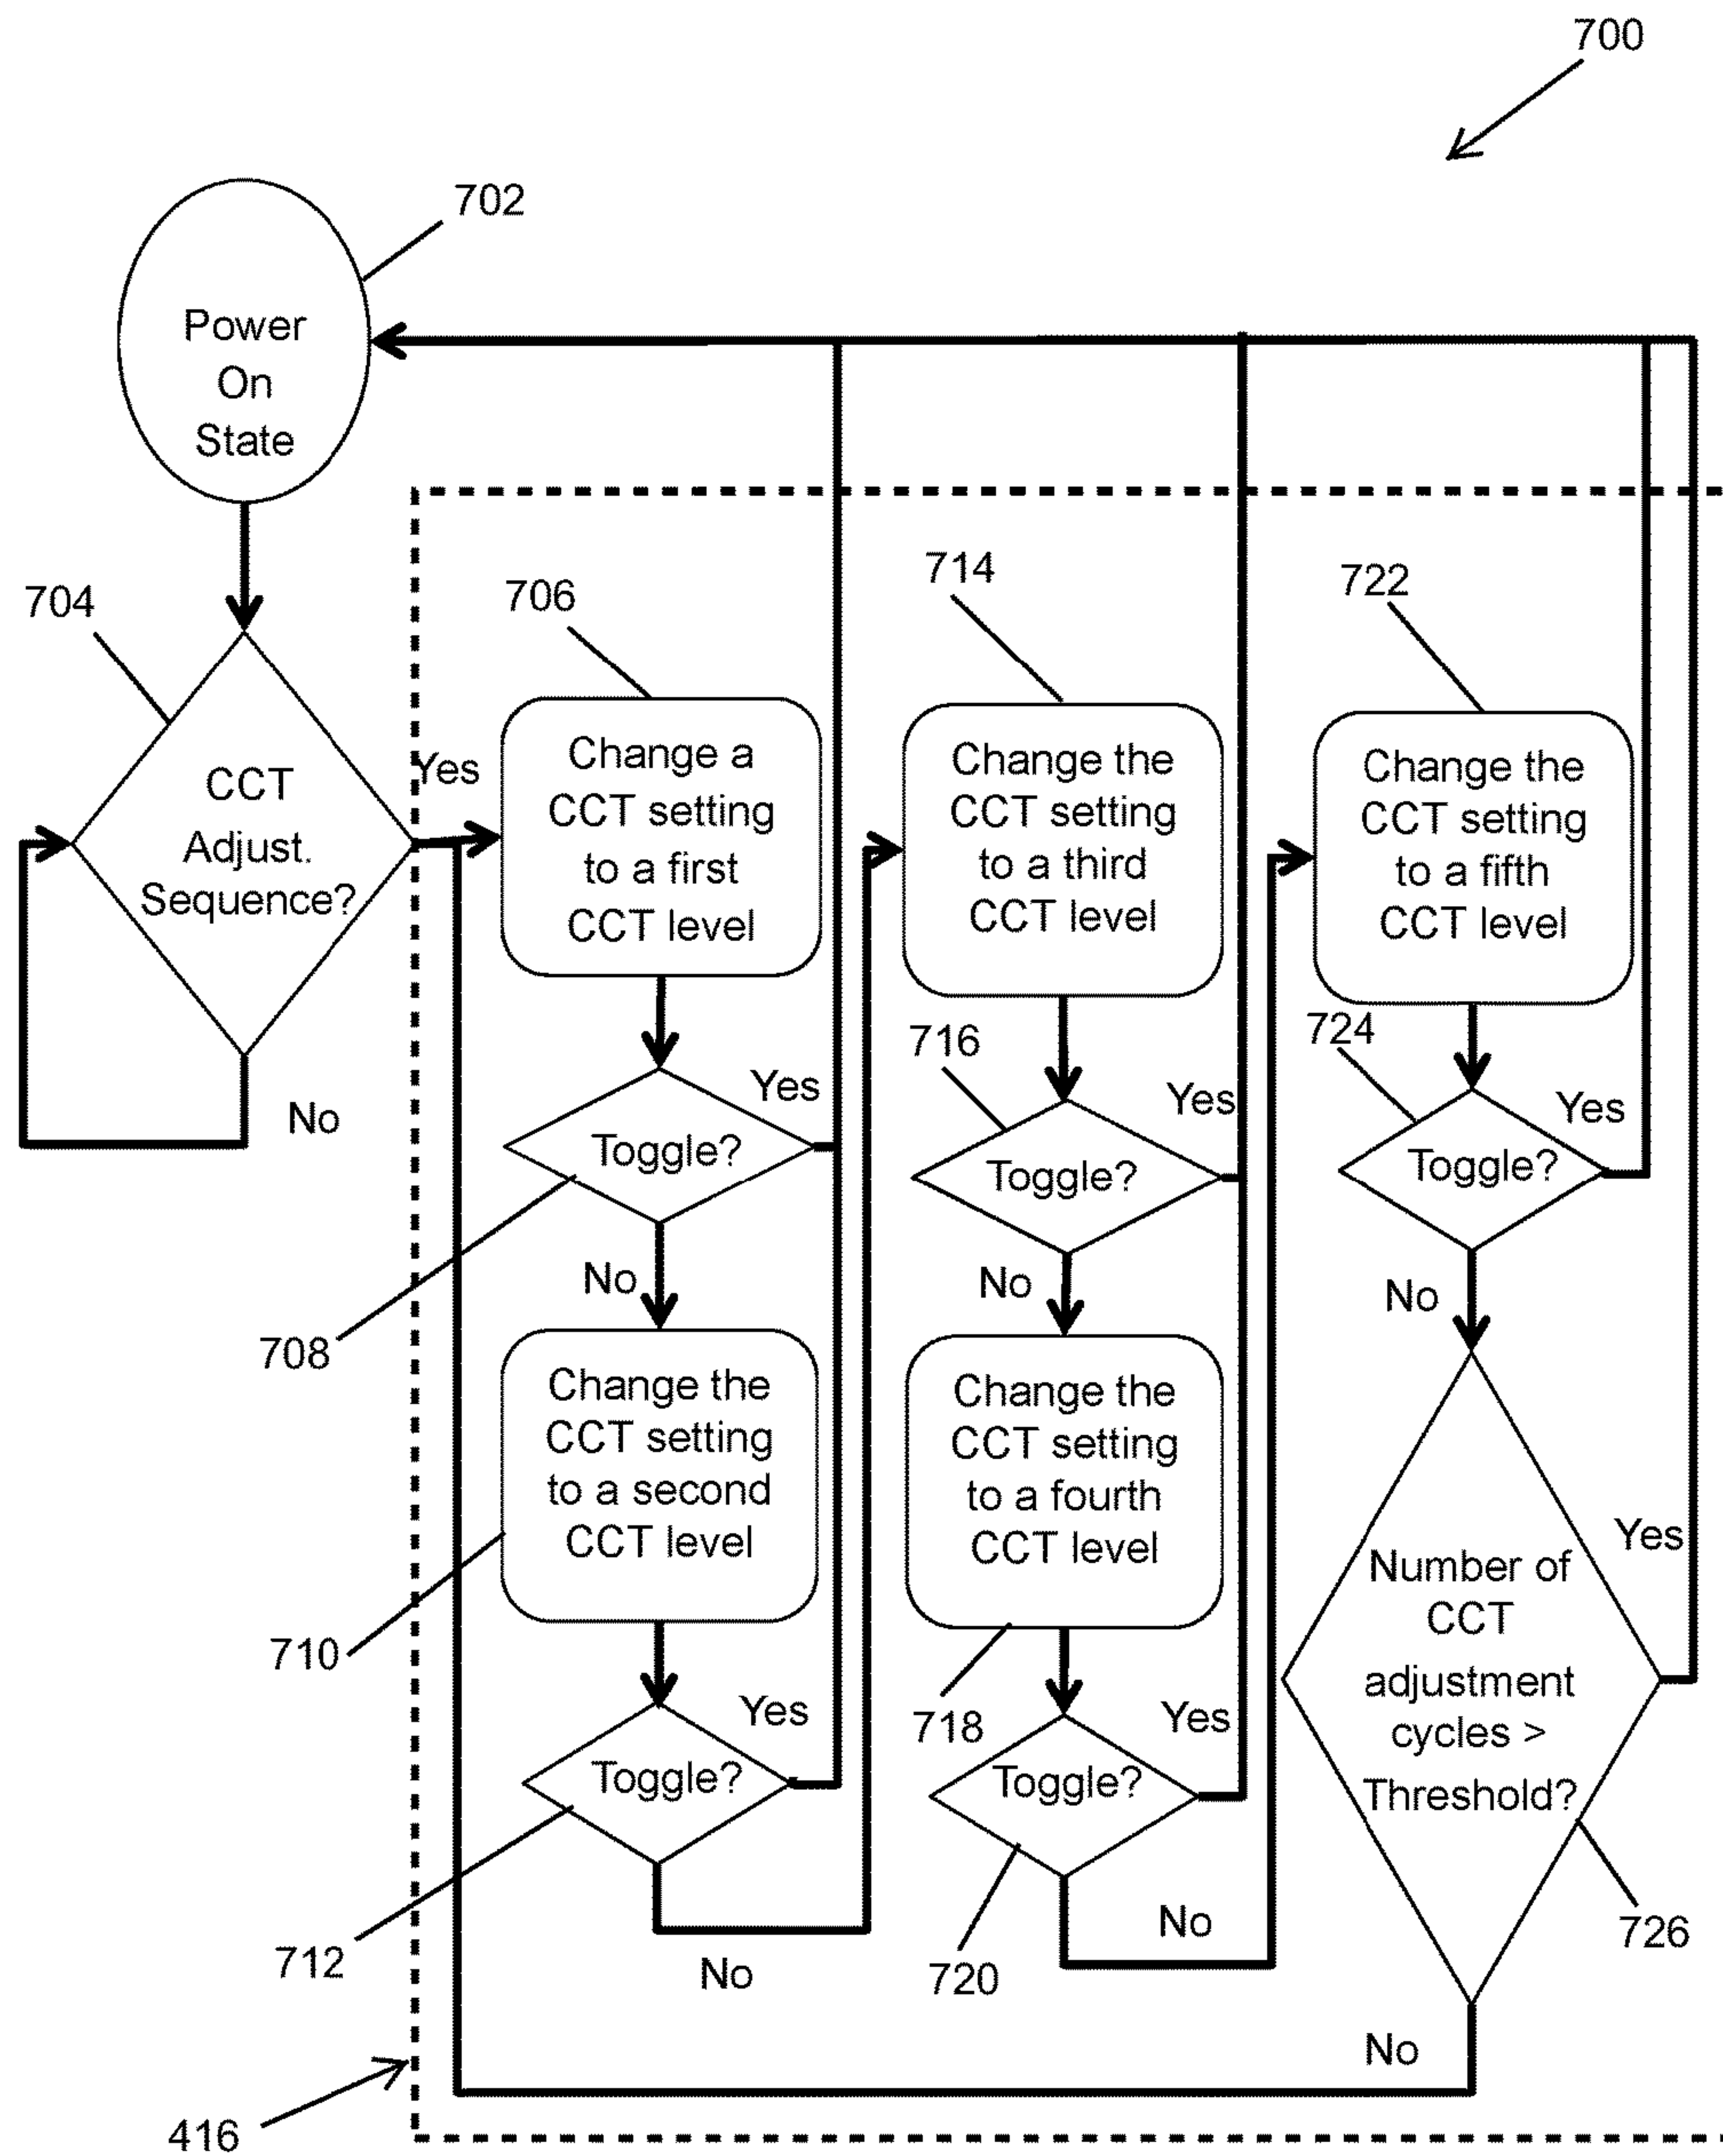 700
702
Power
On
State
704
CCT
Adjust.
Sequence?
Yes
No
706
Change a
CCT setting
to a first
CCT level
Yes
Toggle?
708
No
710
Change the
CCT setting
to a second
CCT level
Yes
Toggle?
712
No
714
Change the
CCT setting
to a third
CCT level
716
Yes
Toggle?
No
Change the
CCT setting
to a fourth
CCT level
718
Yes
Toggle?
720
No
722
Change the
CCT setting
to a fifth
CCT level
724
Yes
Toggle?
No
Number of
CCT
adjustment
cycles >
Threshold?
Yes
726
No
416